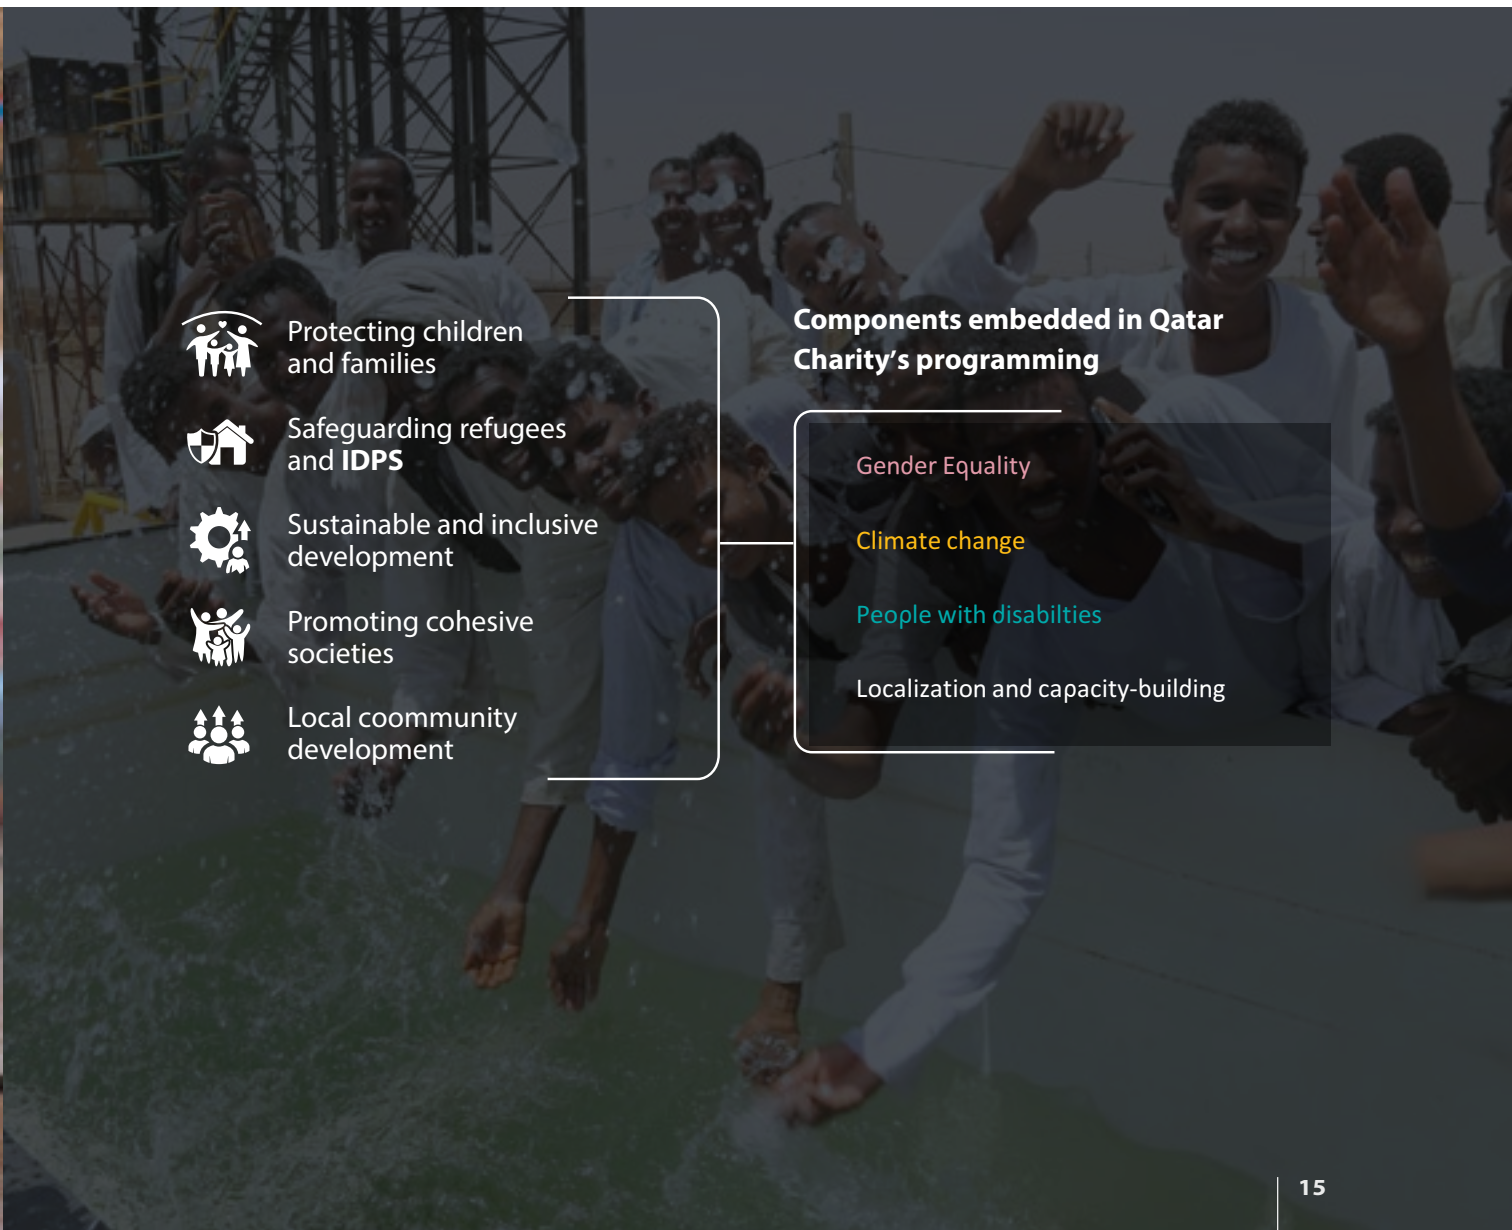 Protecting children
and families
Safeguarding refugees
and IDPS
Sustainable and inclusive
development
Promoting cohesive
societies
Local coommunity
development
Components embedded in Qatar
Charity's programming
Gender Equality
Climate change
People with disabilties
Localization and capacity-building
15